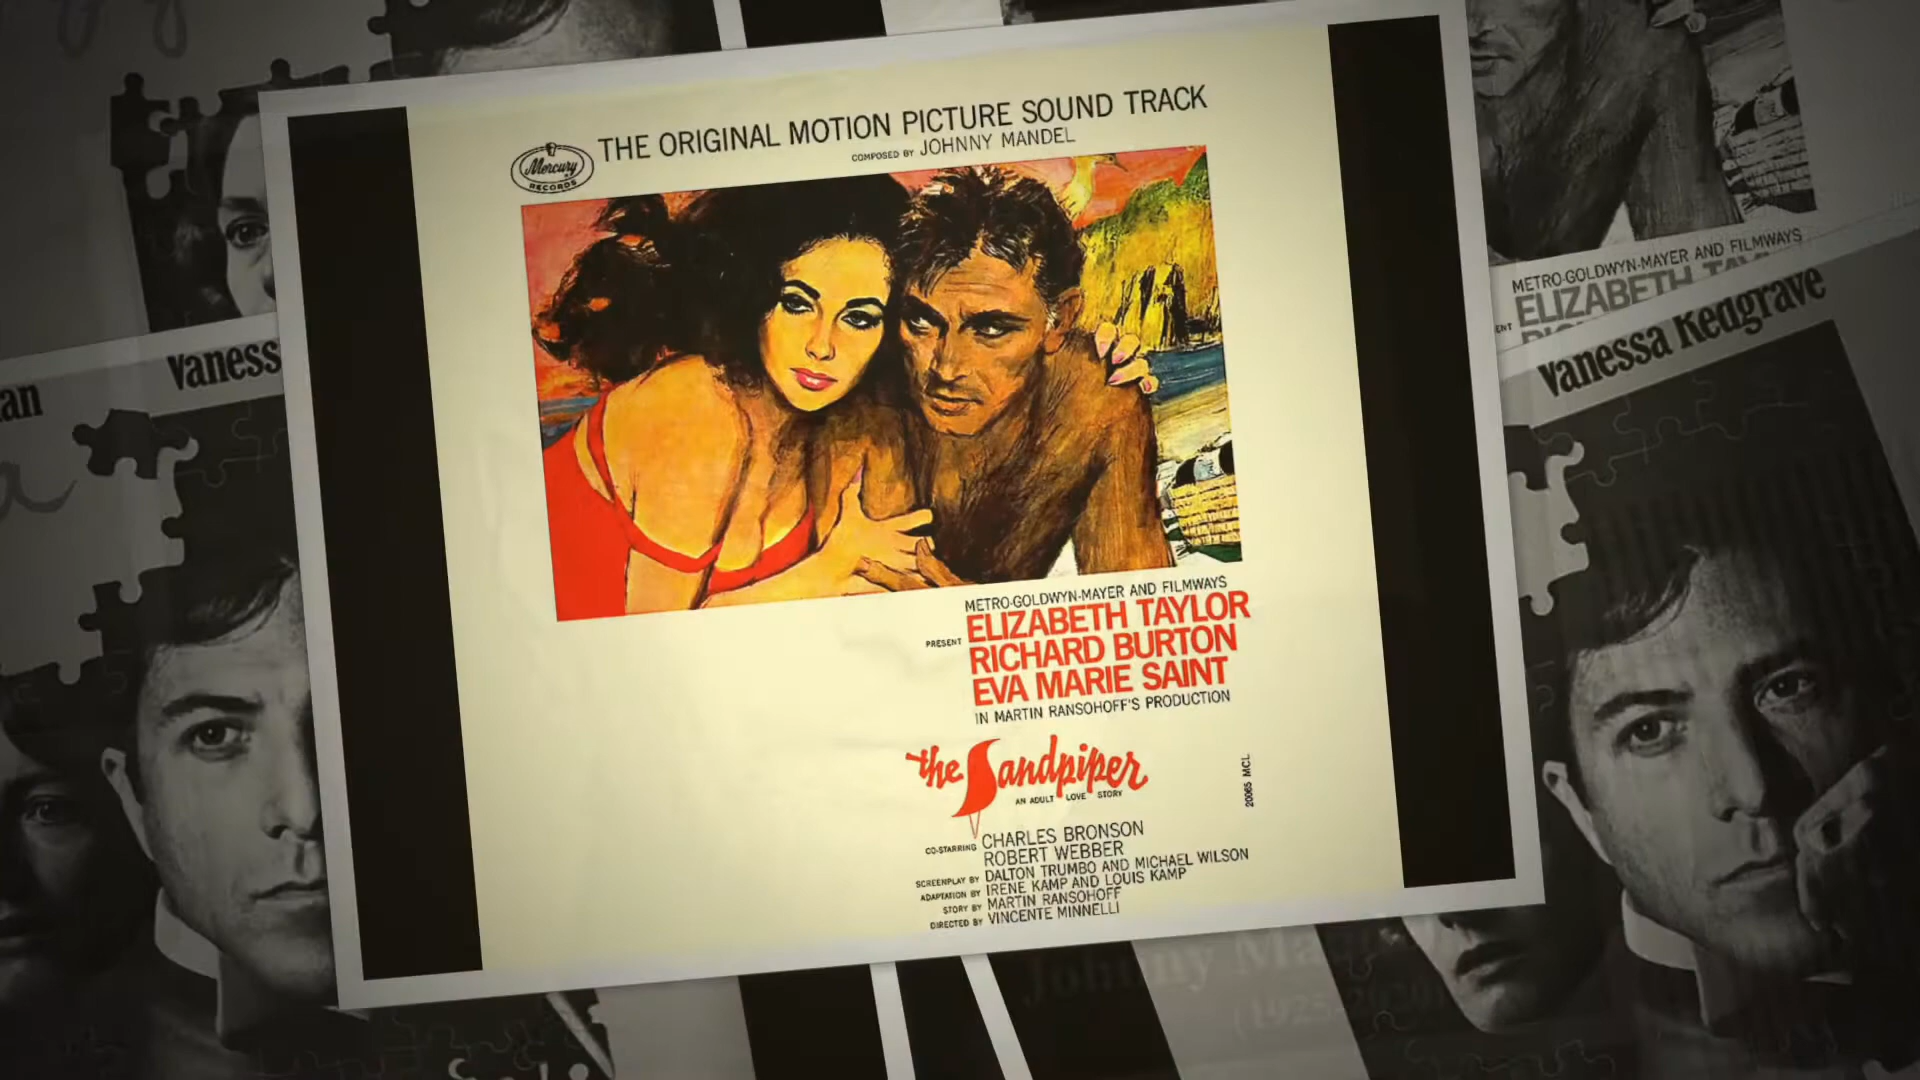 THE ORIGINAL MOTION PICTURE SOUND TRACK
COMPOSED BY JOHNNY MANDEL
Mercury
RECORDS
METRO-GOLDWYN-MAYER AND FILMWAYS
PRESENT ELIZABETH TAYLOR
RICHARD BURTON
EVA MARIE SAINT
IN MARTIN RANSOHOFF'S PRODUCTION
the Sandpiper
AN ADULT LOVE STORY
20065 MCL
CO-STARRING CHARLES BRONSON
ROBERT WEBBER
SCREENPLAY BY DALTON TRUMBO AND MICHAEL WILSON
ADAPTATION BY IRENE KAMP AND LOUIS KAMP
STORY BY MARTIN RANSOHOFF
DIRECTED BY VINCENTE MINNELLI
METRO-GOLDWYN-MAYER AND FILMWAYS
ELIZABETH
Vanessa Redgrave
Vaness
an
Johnny